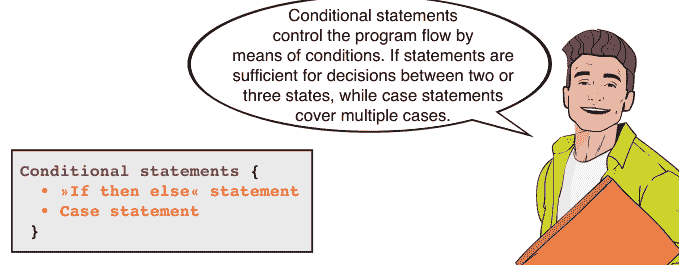 Conditional statements
control the program flow by
means of conditions. If statements are
sufficient for decisions between two or
three states, while case statements
cover multiple cases.
Conditional statements {
• »If then else« statement
• Case statement
}